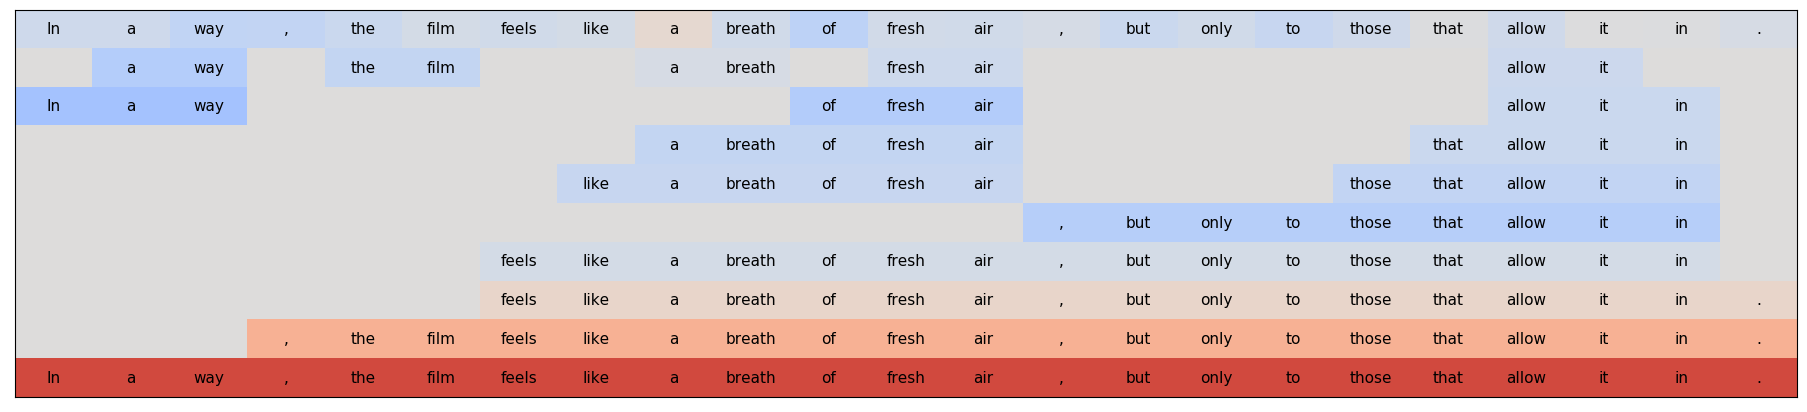 In a way , the film feels like a breath of fresh air , but only to those that allow it in .
a way the film a breath fresh air allow it
In a way of fresh air allow it in
a breath of fresh air that allow it in
like a breath of fresh air those that allow it in
, but only to those that allow it in
feels like a breath of fresh air , but only to those that allow it in
feels like a breath of fresh air , but only to those that allow it in .
, the film feels like a breath of fresh air , but only to those that allow it in .
In a way , the film feels like a breath of fresh air , but only to those that allow it in .